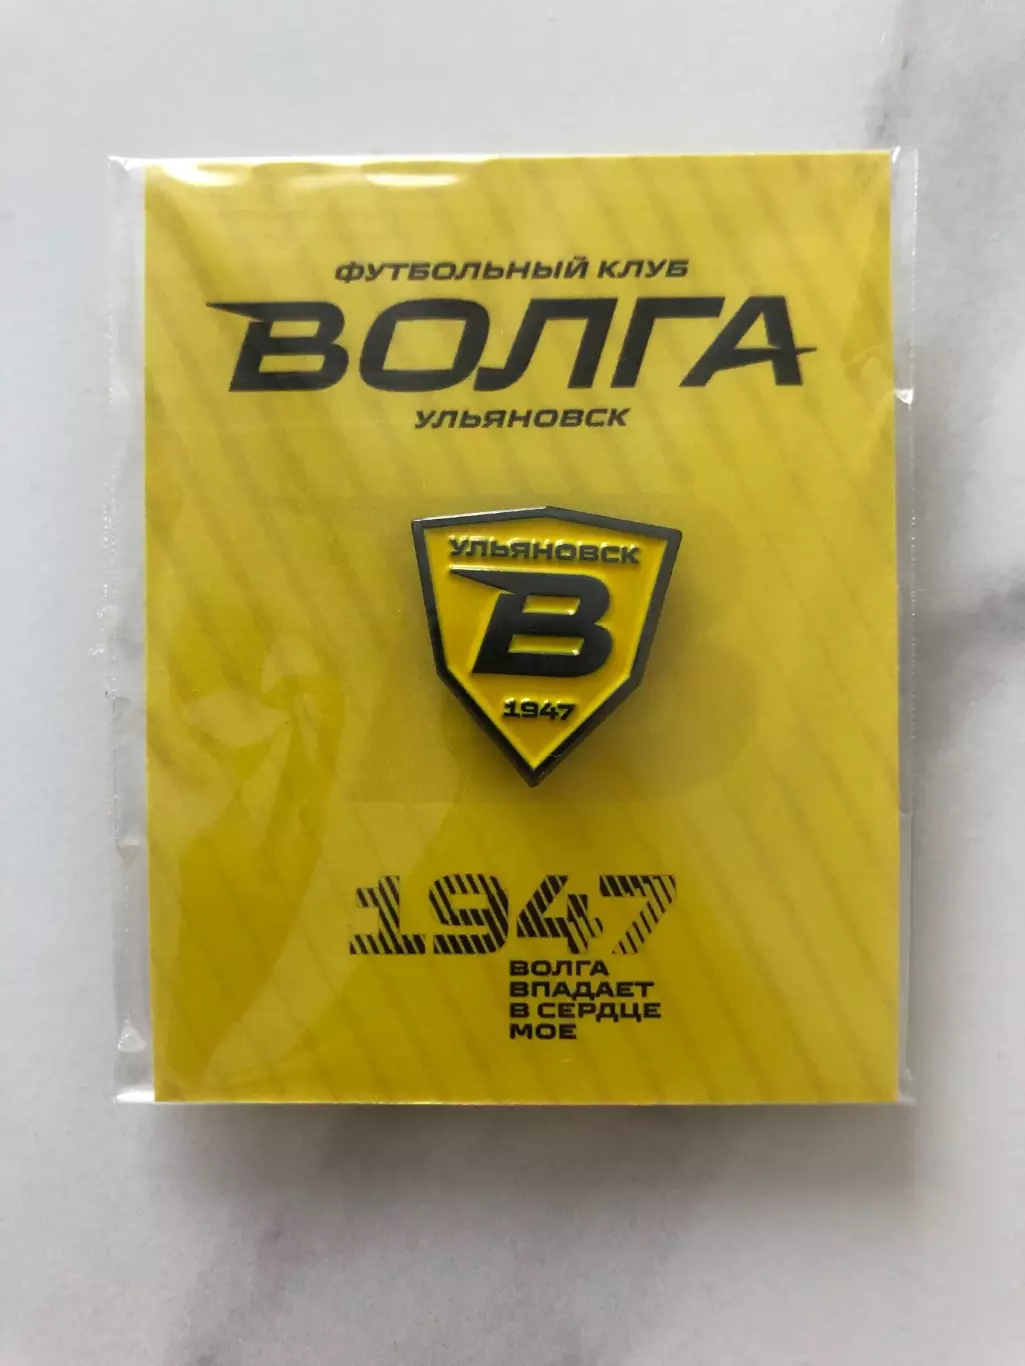 ФУТБОЛЬНЫЙ КЛУБ
ВОЛГА
УЛЬЯНОВСК
УЛЬЯНОВСК
В
1947
1947
ВОЛГА
ВПАДАЕТ
В СЕРДЦЕ
МОЕ